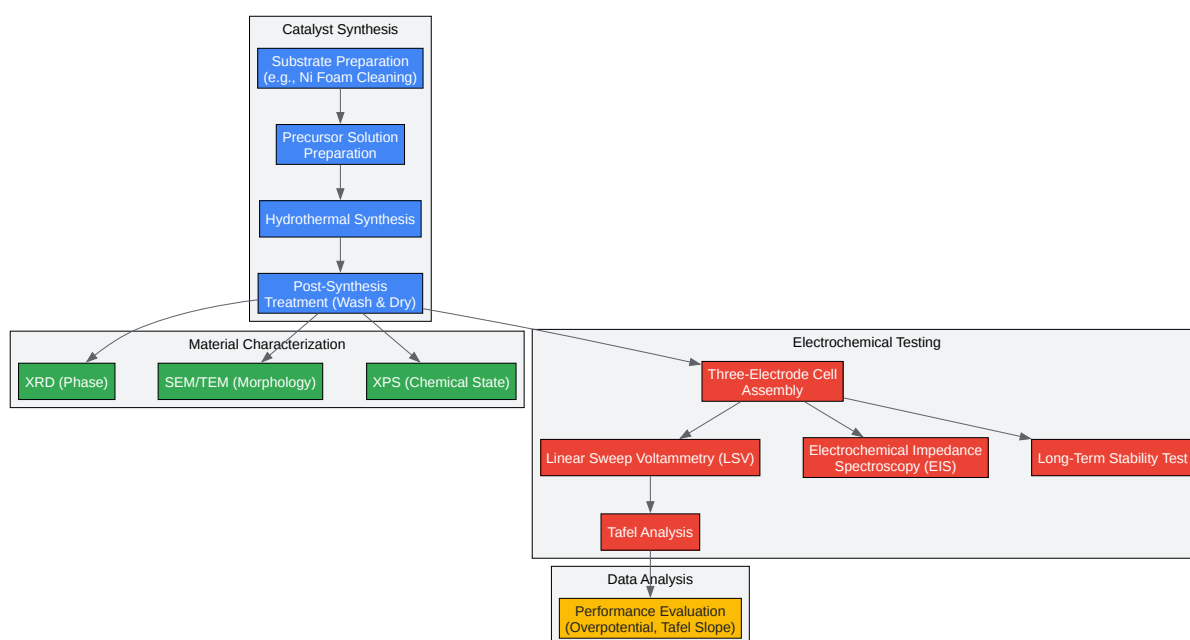 Catalyst Synthesis
Substrate Preparation
(e.g., Ni Foam Cleaning)
Precursor Solution
Preparation
Hydrothermal Synthesis
Post-Synthesis
Treatment (Wash & Dry)
Material Characterization
XRD (Phase)
SEM/TEM (Morphology)
XPS (Chemical State)
Electrochemical Testing
Three-Electrode Cell
Assembly
Linear Sweep Voltammetry (LSV)
Electrochemical Impedance
Spectroscopy (EIS)
Long-Term Stability Test
Tafel Analysis
Data Analysis
Performance Evaluation
(Overpotential, Tafel Slope)